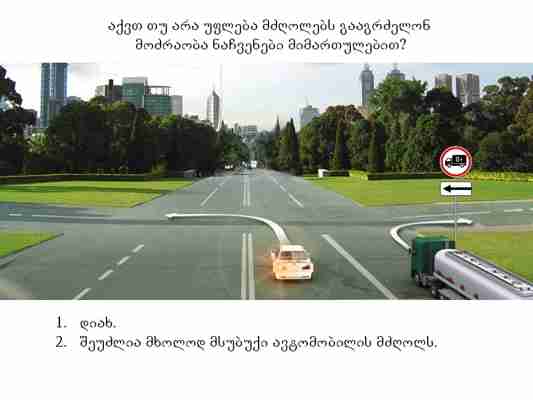 აქვთ თუ არა უფლება მძღოლებს გააგრძელონ
მოძრაობა ნაჩვენები მიმართულებით?
1. დიახ.
2. შეუძლია მხოლოდ მსუბუქი ავტომობილის მძღოლს.